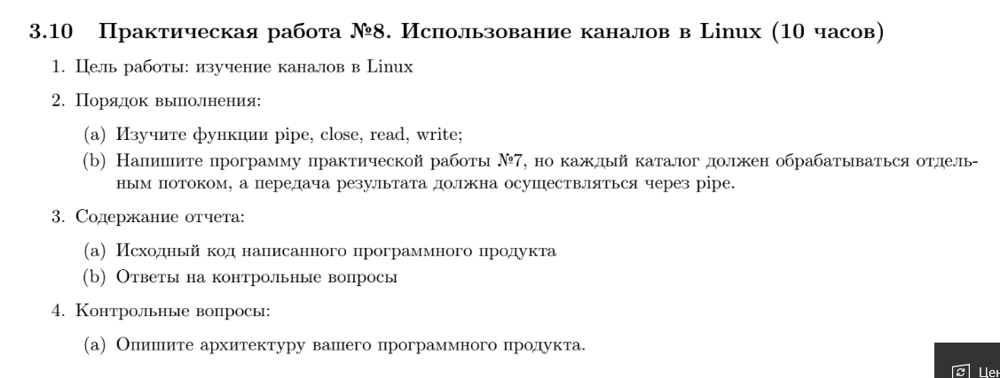 3.10 Практическая работа №8. Использование каналов в Linux (10 часов)
1. Цель работы: изучение каналов в Linux
2. Порядок выполнения:
(a) Изучите функции pipe, close, read, write;
(b) Напишите программу практической работы №7, но каждый каталог должен обрабатываться отдель-
ным потоком, а передача результата должна осуществляться через pipe.
3. Содержание отчета:
(a) Исходный код написанного программного продукта
(b) Ответы на контрольные вопросы
4. Контрольные вопросы:
(a) Опишите архитектуру вашего программного продукта.